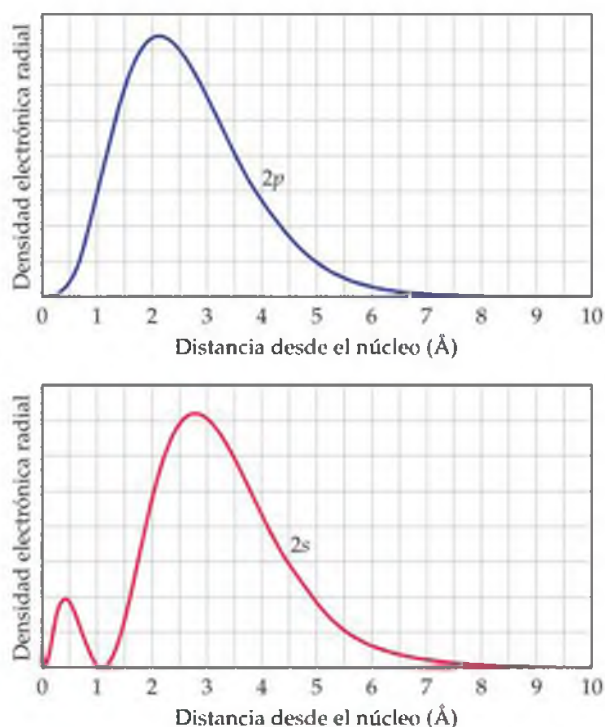 Densidad electrónica radial
2p
0 1 2 3 4 5 6 7 8 9 10
Distancia desde el núcleo (Å)
Densidad electrónica radial
2s
0 1 2 3 4 5 6 7 8 9 10
Distancia desde el núcleo (Å)